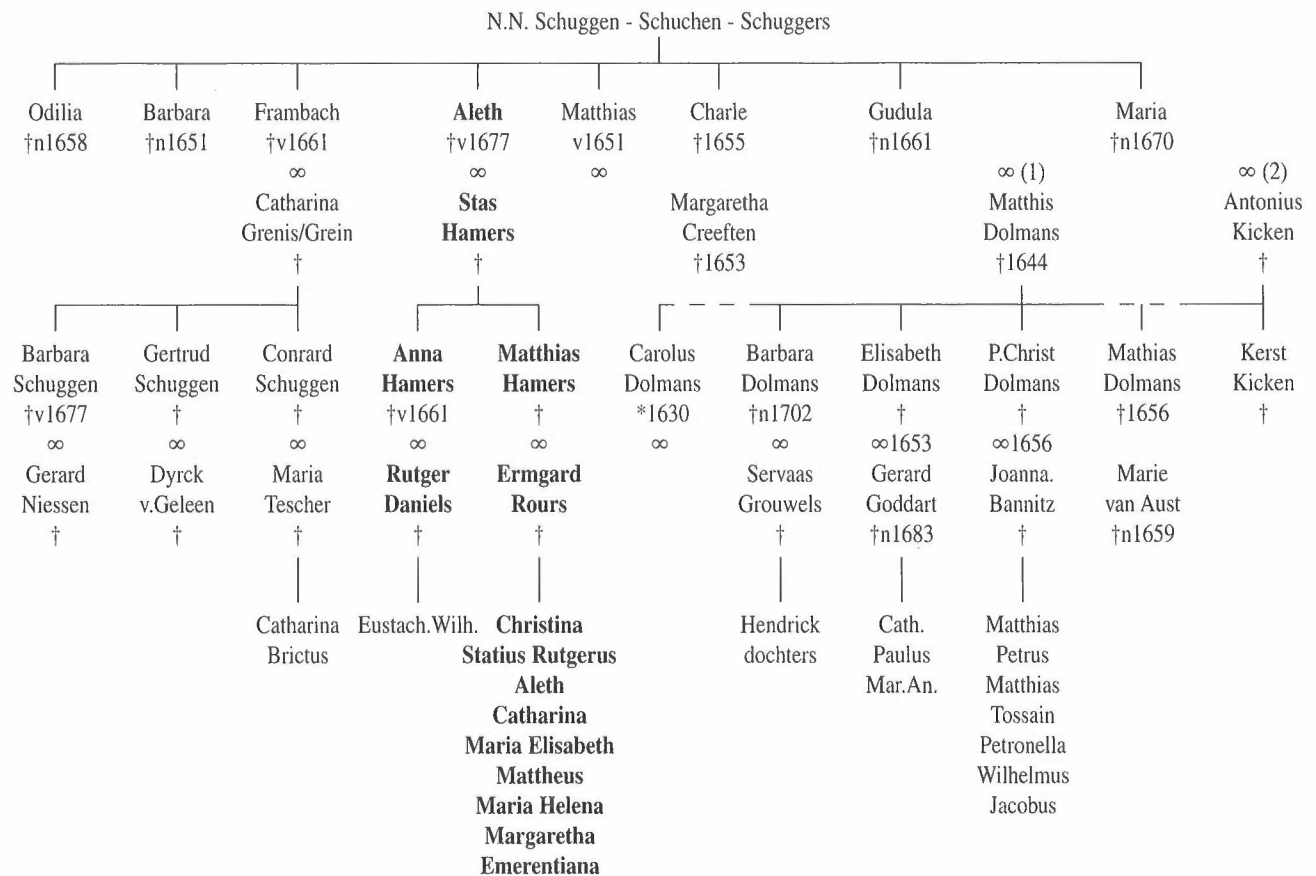 N.N. Schuggen - Schuchen - Schuggers
Odilia Barbara Frambach Aleth Matthias Charle Gudula Maria
†n1658 †n1651 †v1661 †v1677 v1651 †1655 †n1661 †n1670
∞ ∞ ∞ ∞ (1) ∞ (2)
Catharina Stas Margaretha Matthis Antonius
Grenis/Grein Hamers Creeften Dolmans Kicken
† † †1653 †1644 †
Barbara Gertrud Conrard Anna Matthias Carolus Barbara Elisabeth P.Christ Mathias Kerst
Schuggen Schuggen Schuggen Hamers Hamers Dolmans Dolmans Dolmans Dolmans Dolmans Kicken
†v1677 † † †v1661 † *1630 †n1702 † † †1656 †
∞ ∞ ∞ ∞ ∞ ∞ ∞ ∞1653 ∞1656
Gerard Dyrck Maria Rutger Ermgard Servaas Gerard Joanna. Marie
Niessen v.Geleen Tescher Daniels Rours Grouwels Goddart Bannitz van Aust
† † † † † † †n1683 † †n1659
Catharina Eustach.Wilh. Christina Hendrick Cath. Matthias
Brictus Statius Rutgerus dochters Paulus Petrus
Aleth Mar.An. Matthias
Catharina Tossain
Maria Elisabeth Petronella
Mattheus Wilhelmus
Maria Helena Jacobus
Margaretha
Emerentiana